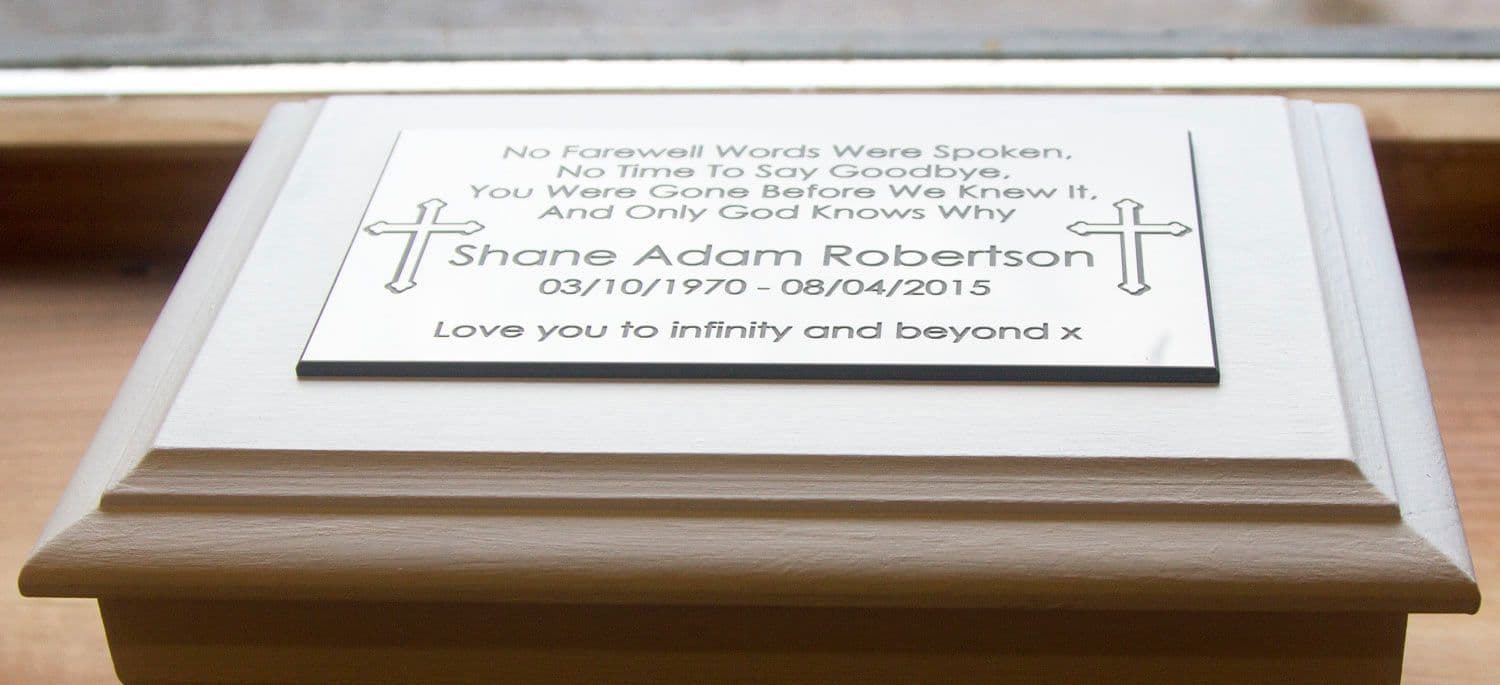 No Farewell Words Were Spoken,
No Time To Say Goodbye,
You Were Gone Before We Knew It,
And Only God Knows Why
Shane Adam Robertson
03/10/1970 - 08/04/2015
Love you to infinity and beyond x